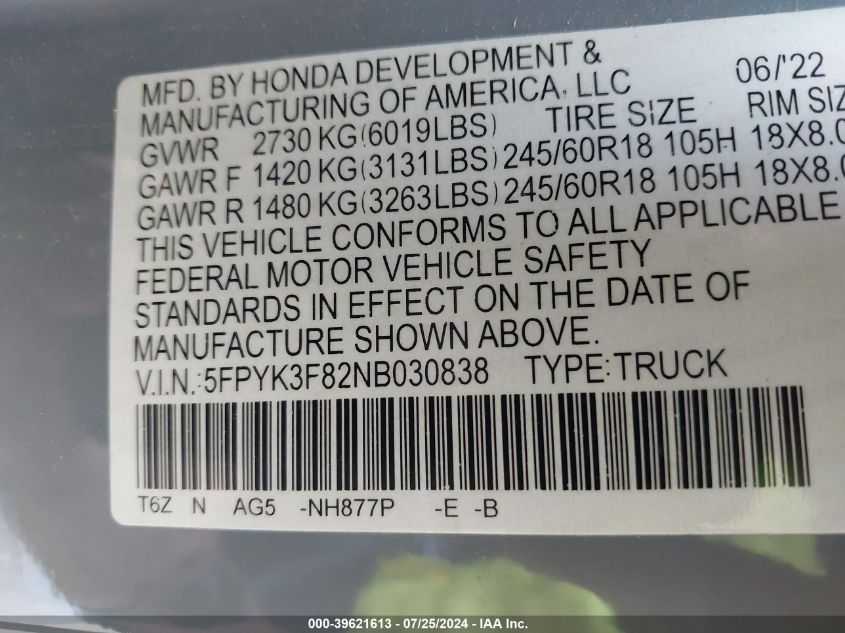 MFD. BY HONDA DEVELOPMENT & 
MANUFACTURING OF AMERICA, LLC 06/'22
GVWR 2730 KG(6019LBS) TIRE SIZE RIM SIZ
GAWR F 1420 KG(3131LBS) 245/60R18 105H 18X8.0
GAWR R 1480 KG(3263LBS) 245/60R18 105H 18X8.0
THIS VEHICLE CONFORMS TO ALL APPLICABLE
FEDERAL MOTOR VEHICLE SAFETY
STANDARDS IN EFFECT ON THE DATE OF
MANUFACTURE SHOWN ABOVE.
V.I.N.:5FPYK3F82NB030838 TYPE:TRUCK
T6Z N AG5 -NH877P -E -B
000-39621613 - 07/25/2024 - IAA Inc.